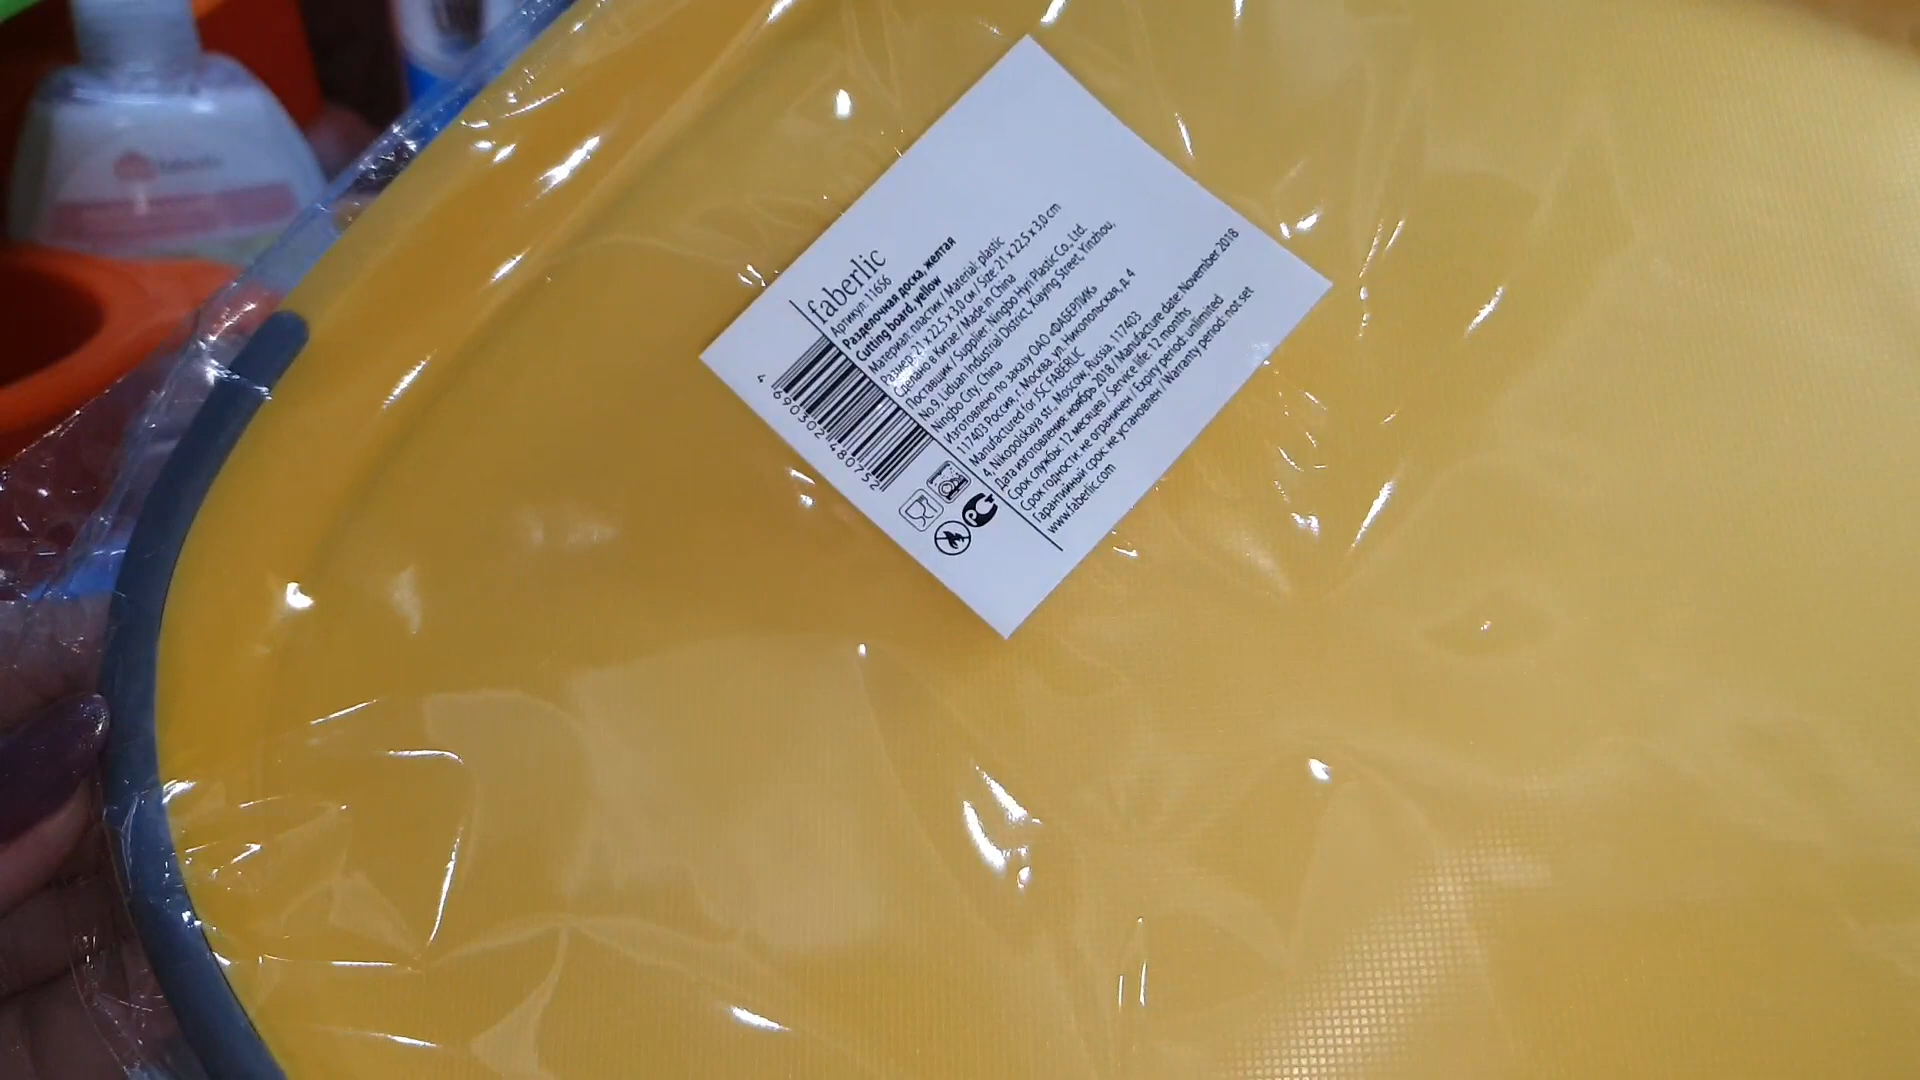 faberlic
Артикул: 11656
Разделочная доска, желтая
Cutting board, yellow
Материал: пластик / Material: plastic
Размер: 21 x 22,5 x 3,0 см / Size: 21 x 22,5 x 3,0 cm
Сделано в Китае / Made in China
Поставщик / Supplier: Ningbo Hyri Plastic Co., Ltd.
No.9, Liduan Industrial District, Xiaying Street, Yinzhou,
Ningbo City, China
Изготовлено по заказу ОАО «ФАБЕРЛИК»
117403 Россия, г. Москва, ул. Никопольская, д. 4
Manufactured for JSC FABERLIC
4, Nikopolskaya str., Moscow, Russia, 117403
Дата изготовления: ноябрь 2018 / Manufacture date: November 2018
Срок службы: 12 месяцев / Service life: 12 months
Срок годности: не ограничен / Expiry period: unlimited
Гарантийный срок: не установлен / Warranty period: not set
www.faberlic.com
4 690302 480752
РС
faberlic